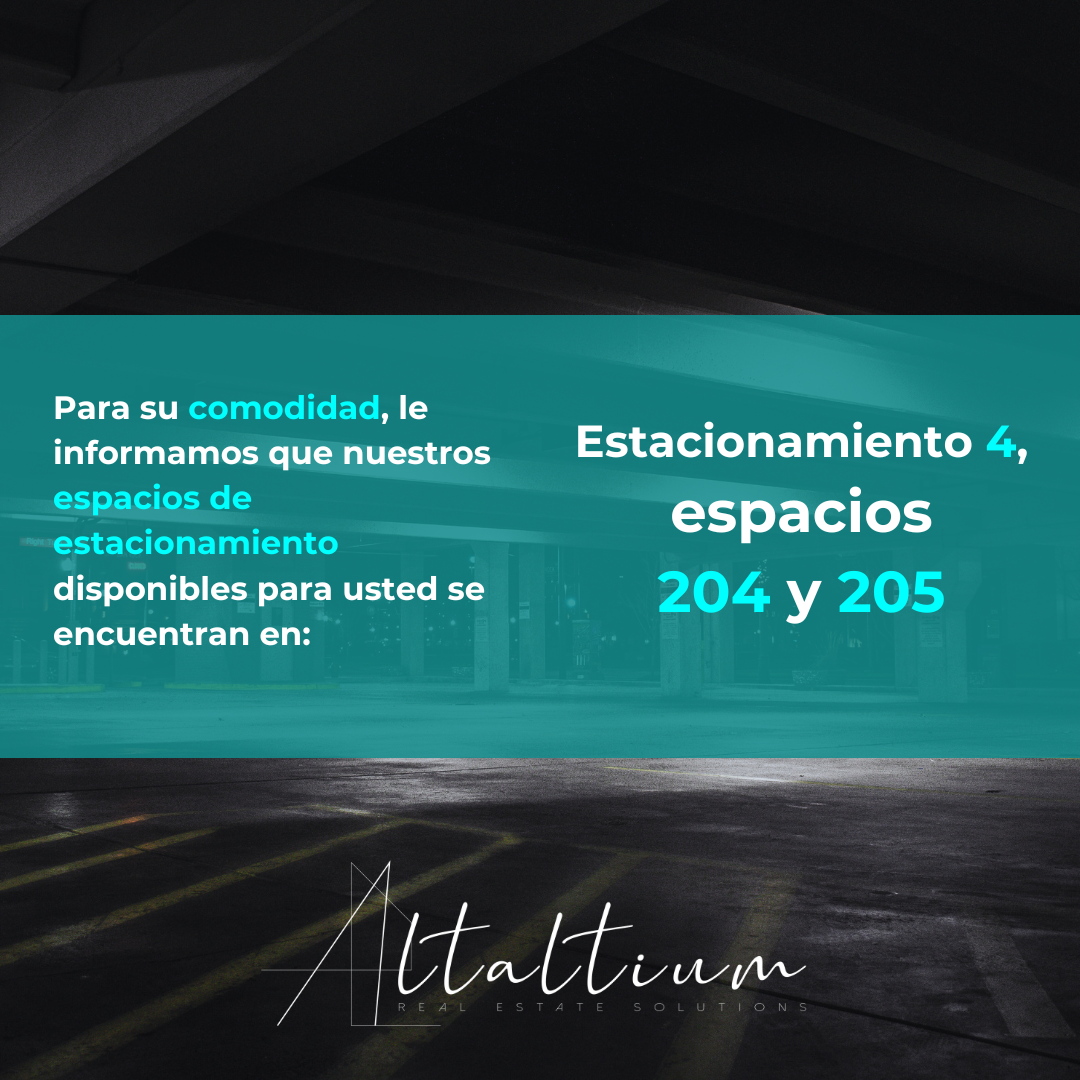 Para su comodidad, le
informamos que nuestros
espacios de
estacionamiento
disponibles para usted se
encuentran en:
Estacionamiento 4,
espacios
204 y 205
Altaltium
REAL ESTATE SOLUTIONS